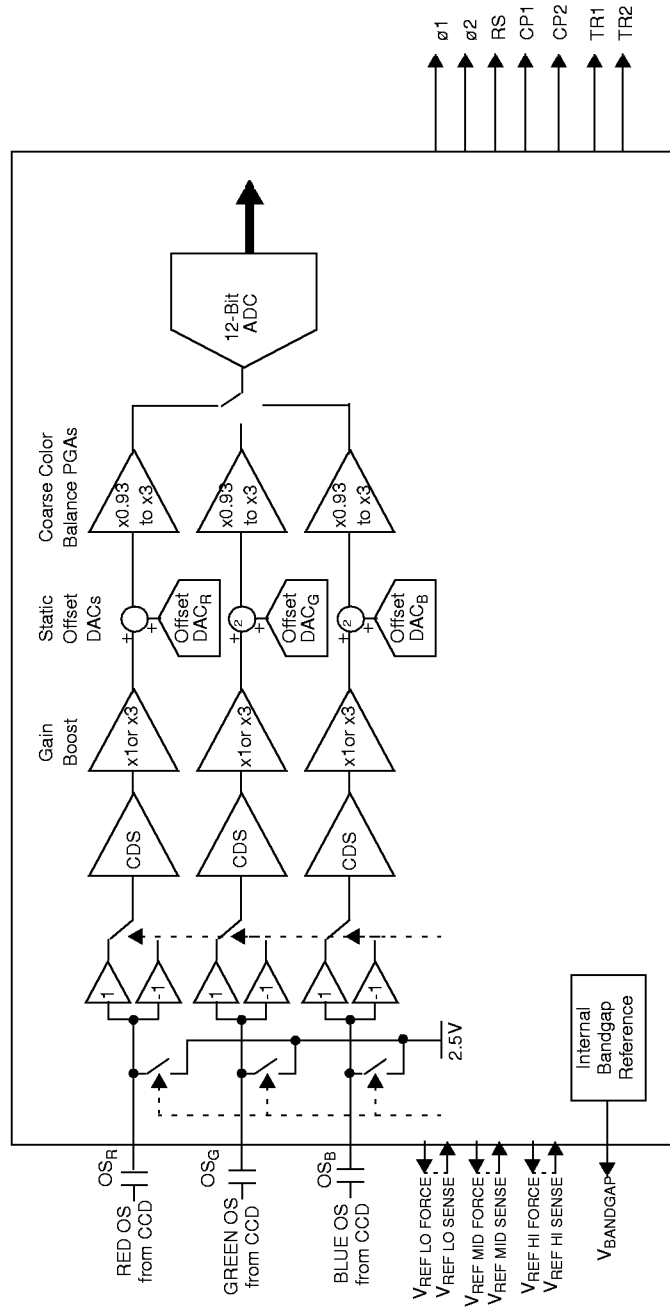 Gain
Boost
Static
Offset
DACs
Coarse Color
Balance PGAs
RED OS
from CCD
OSR
1
-1
CDS
x1or x3
+
+
Offset
DACR
x0.93
to x3
GREEN OS
from CCD
OSG
1
-1
CDS
x1or x3
+
2
+
Offset
DACG
x0.93
to x3
12-Bit
ADC
BLUE OS
from CCD
OSB
1
-1
CDS
x1or x3
+
2
+
Offset
DACB
x0.93
to x3
2.5V
VREF LO FORCE
VREF LO SENSE
VREF MID FORCE
VREF MID SENSE
VREF HI FORCE
VREF HI SENSE
VBANDGAP
Internal
Bandgap
Reference
ø1
ø2
RS
CP1
CP2
TR1
TR2